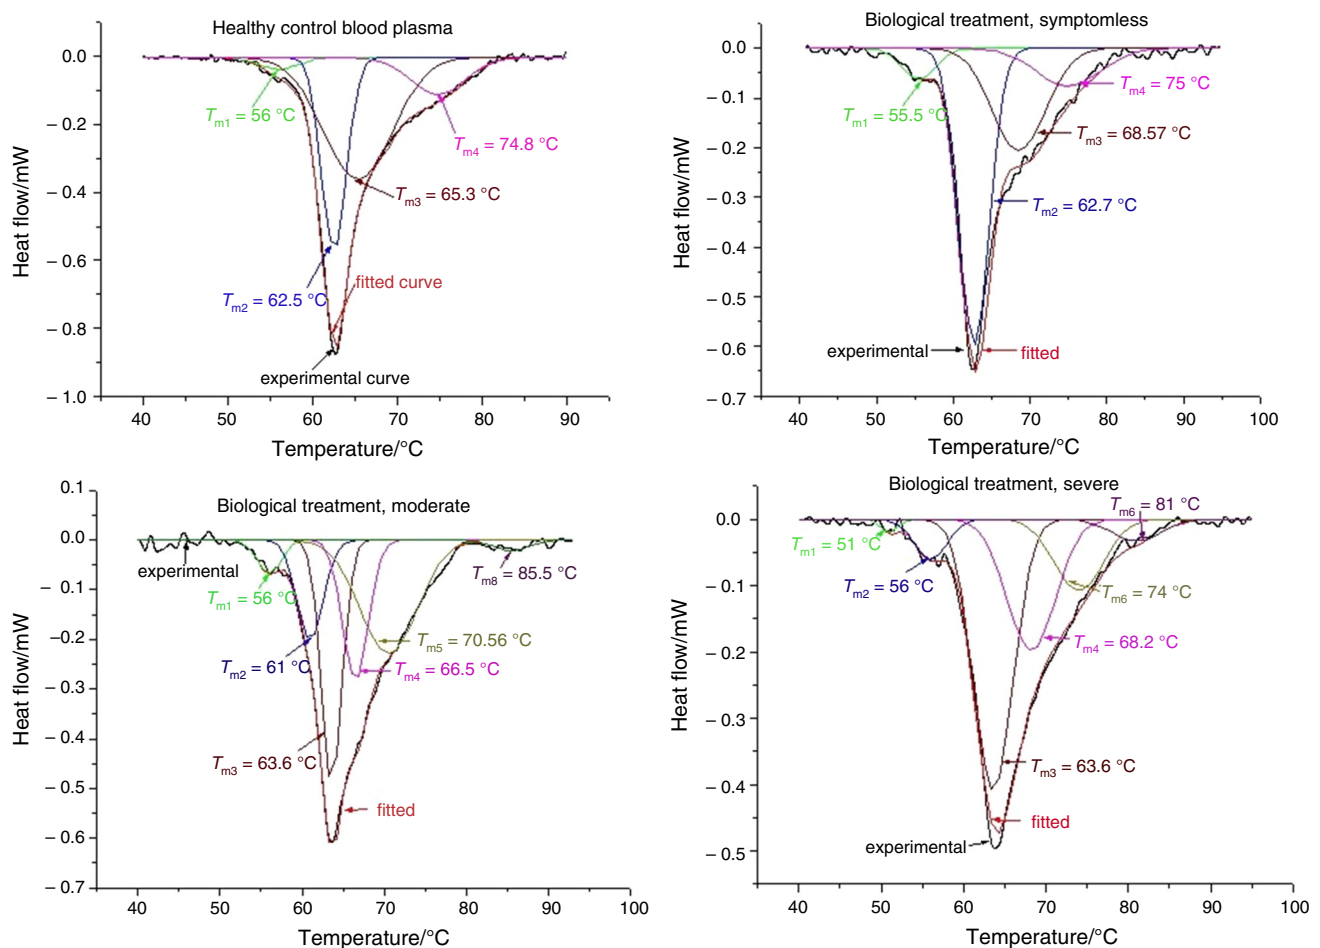 Healthy control blood plasma
0.0
– 0.2
– 0.4
– 0.6
– 0.8
– 1.0
Heat flow/mW
Tm1 = 56 °C
Tm4 = 74.8 °C
Tm3 = 65.3 °C
Tm2 = 62.5 °C
fitted curve
experimental curve
40 50 60 70 80 90
Temperature/°C
Biological treatment, symptomless
0.0
– 0.1
– 0.2
– 0.3
– 0.4
– 0.5
– 0.6
– 0.7
Heat flow/mW
Tm4 = 75 °C
Tm1 = 55.5 °C
Tm3 = 68.57 °C
Tm2 = 62.7 °C
experimental
fitted
40 50 60 70 80 90 100
Temperature/°C
Biological treatment, moderate
0.1
0.0
– 0.1
–0.2
– 0.3
– 0.4
– 0.5
– 0.6
– 0.7
Heat flow/mW
experimental
Tm8 = 85.5 °C
Tm1 = 56 °C
Tm5 = 70.56 °C
Tm2 = 61 °C
Tm4 = 66.5 °C
Tm3 = 63.6 °C
fitted
40 50 60 70 80 90 100
Temperature/°C
Biological treatment, severe
0.0
– 0.1
– 0.2
– 0.3
– 0.4
– 0.5
Heat flow/mW
Tm6 = 81 °C
Tm1 = 51 °C
Tm2 = 56 °C
Tm6 = 74 °C
Tm4 = 68.2 °C
Tm3 = 63.6 °C
fitted
experimental
40 50 60 70 80 90 100
Temperature/°C